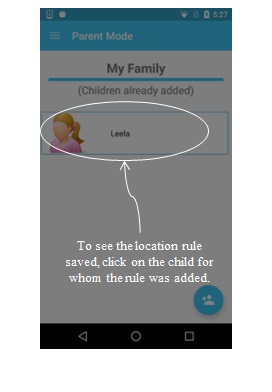 5:27
Parent Mode
My Family
(Children already added)
Leela
To see the location rule
saved, click on the child for
whom the rule was added.